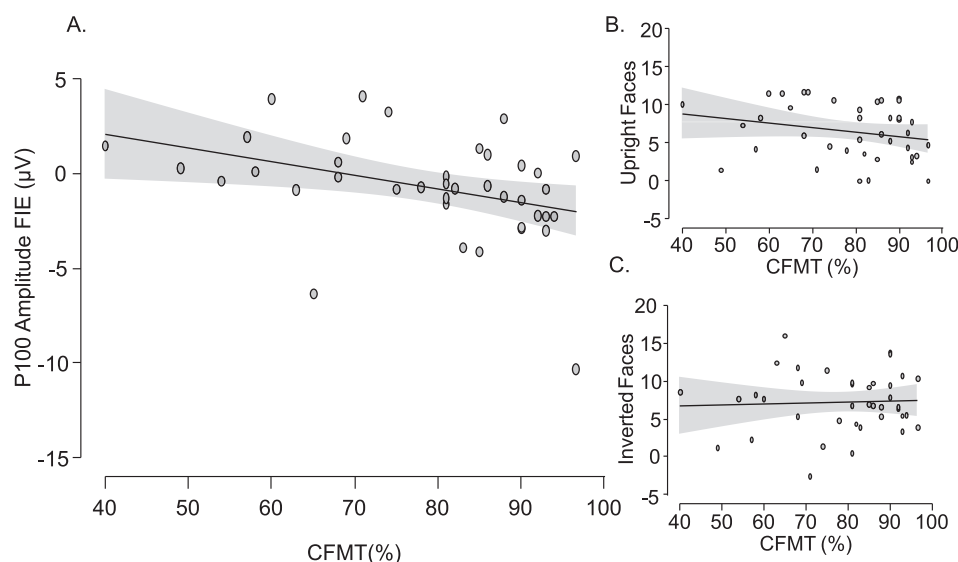 A.
5
0
-5
-10
-15
P100 Amplitude FIE (µV)
40 50 60 70 80 90 100
CFMT(%)
B.
20
15
10
5
0
-5
Upright Faces
40 50 60 70 80 90 100
CFMT (%)
C.
20
15
10
5
0
-5
Inverted Faces
40 50 60 70 80 90 100
CFMT (%)